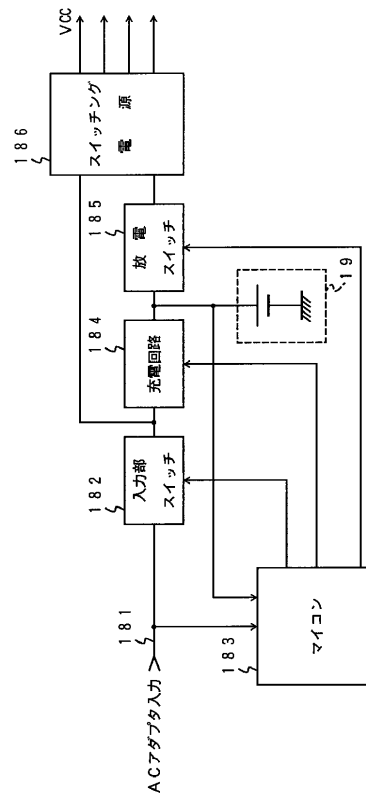 ACアダプタ入力
181
182
入力部
スイッチ
183
マイコン
184
充電回路
185
放電
スイッチ
19
186
スイッチング
電源
VCC